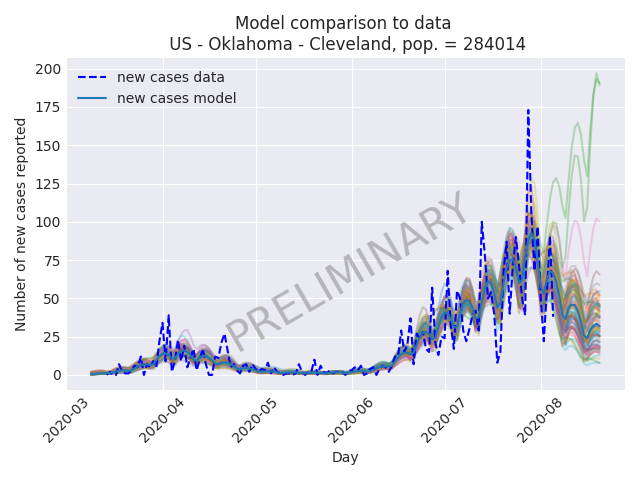 Model comparison to data
US - Oklahoma - Cleveland, pop. = 284014
200
175
150
125
100
75
50
25
0
Number of new cases reported
new cases data
new cases model
PRELIMINARY
2020-03
2020-04
2020-05
2020-06
2020-07
2020-08
Day